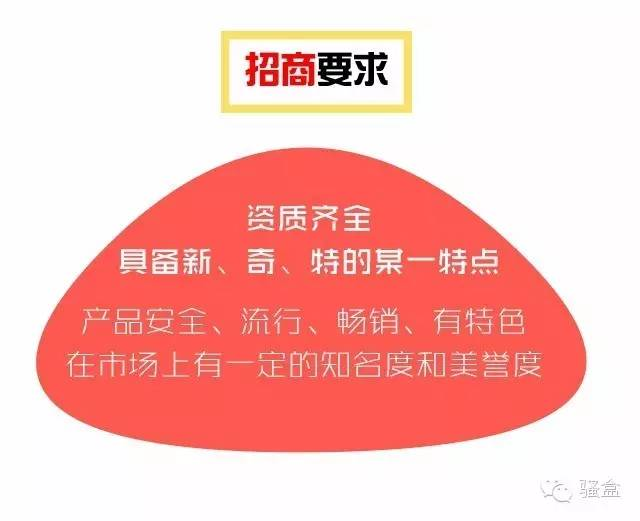 招商要求
资质齐全
具备新、奇、特的某一特点
产品安全、流行、畅销、有特色
在市场上有一定的知名度和美誉度
骚盒